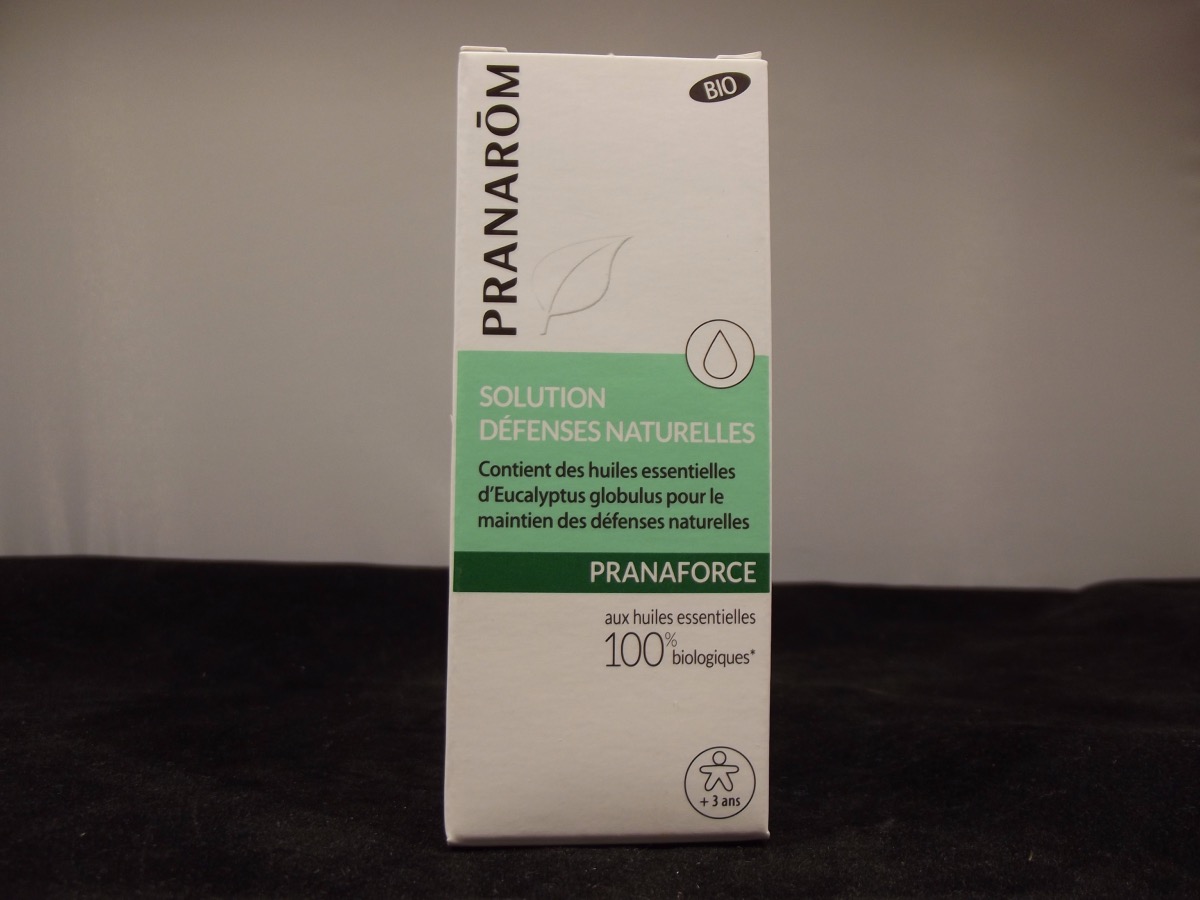 PRANARŌM
BIO
SOLUTION
DÉFENSES NATURELLES
Contient des huiles essentielles
d'Eucalyptus globulus pour le
maintien des défenses naturelles
PRANAFORCE
aux huiles essentielles
100% biologiques*
+ 3 ans